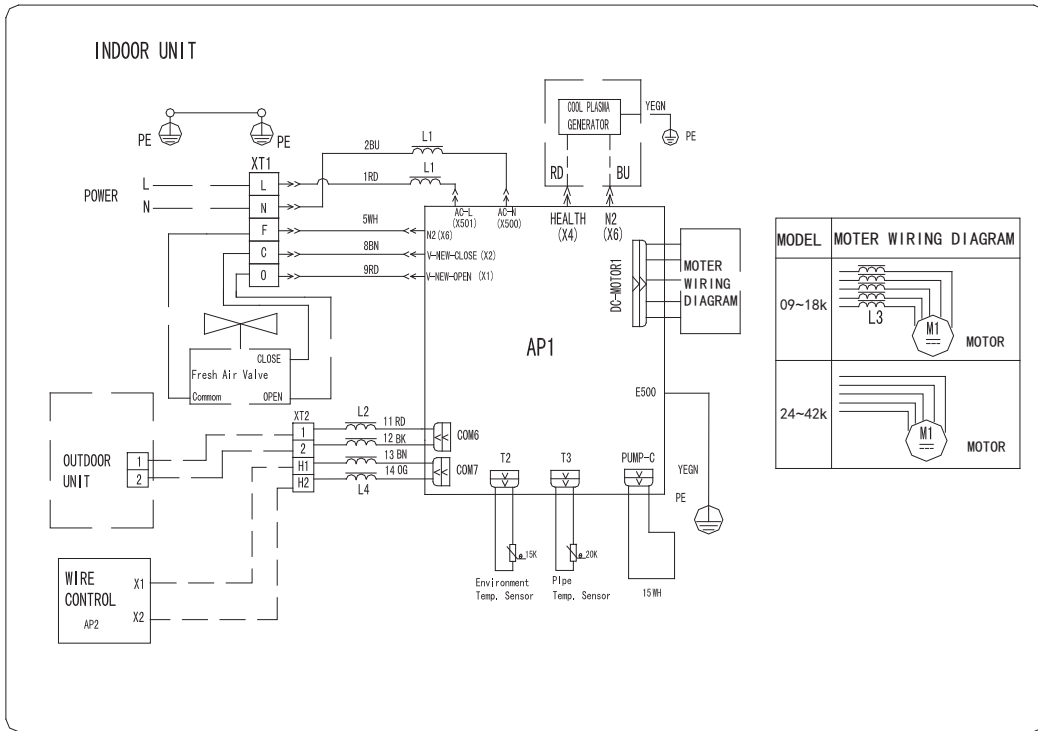 INDOOR UNIT
PE
PE
XT1
POWER
L
N
L
N
F
C
O
2BU
L1
1RD
L1
5WH
8BN
9RD
AC-L
(X501)
AC-N
(X500)
N2(X6)
V-NEW-CLOSE (X2)
V-NEW-OPEN (X1)
COOL PLASMA
GENERATOR
YEGN
PE
RD
BU
HEALTH
(X4)
N2
(X6)
DC-MOTOR1
MOTER
WIRING
DIAGRAM
AP1
E500
YEGN
PE
CLOSE
Fresh Air Valve
Commom
OPEN
OUTDOOR
UNIT
1
2
XT2
1
2
H1
H2
L2
11 RD
12 BK
13 BN
14 OG
L4
COM6
COM7
T2
T3
PUMP-C
15K
20K
Environment
Temp. Sensor
PIpe
Temp. Sensor
15WH
WIRE
CONTROL
AP2
X1
X2
MODEL
MOTER WIRING DIAGRAM
09~18k
L3
M1
MOTOR
24~42k
M1
MOTOR